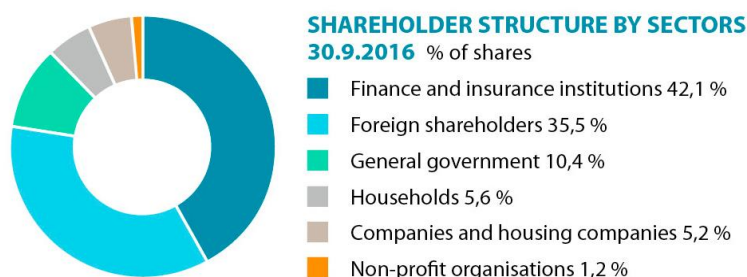 SHAREHOLDER STRUCTURE BY SECTORS
30.9.2016 % of shares
Finance and insurance institutions 42,1 %
Foreign shareholders 35,5 %
General government 10,4 %
Households 5,6 %
Companies and housing companies 5,2 %
Non-profit organisations 1,2 %